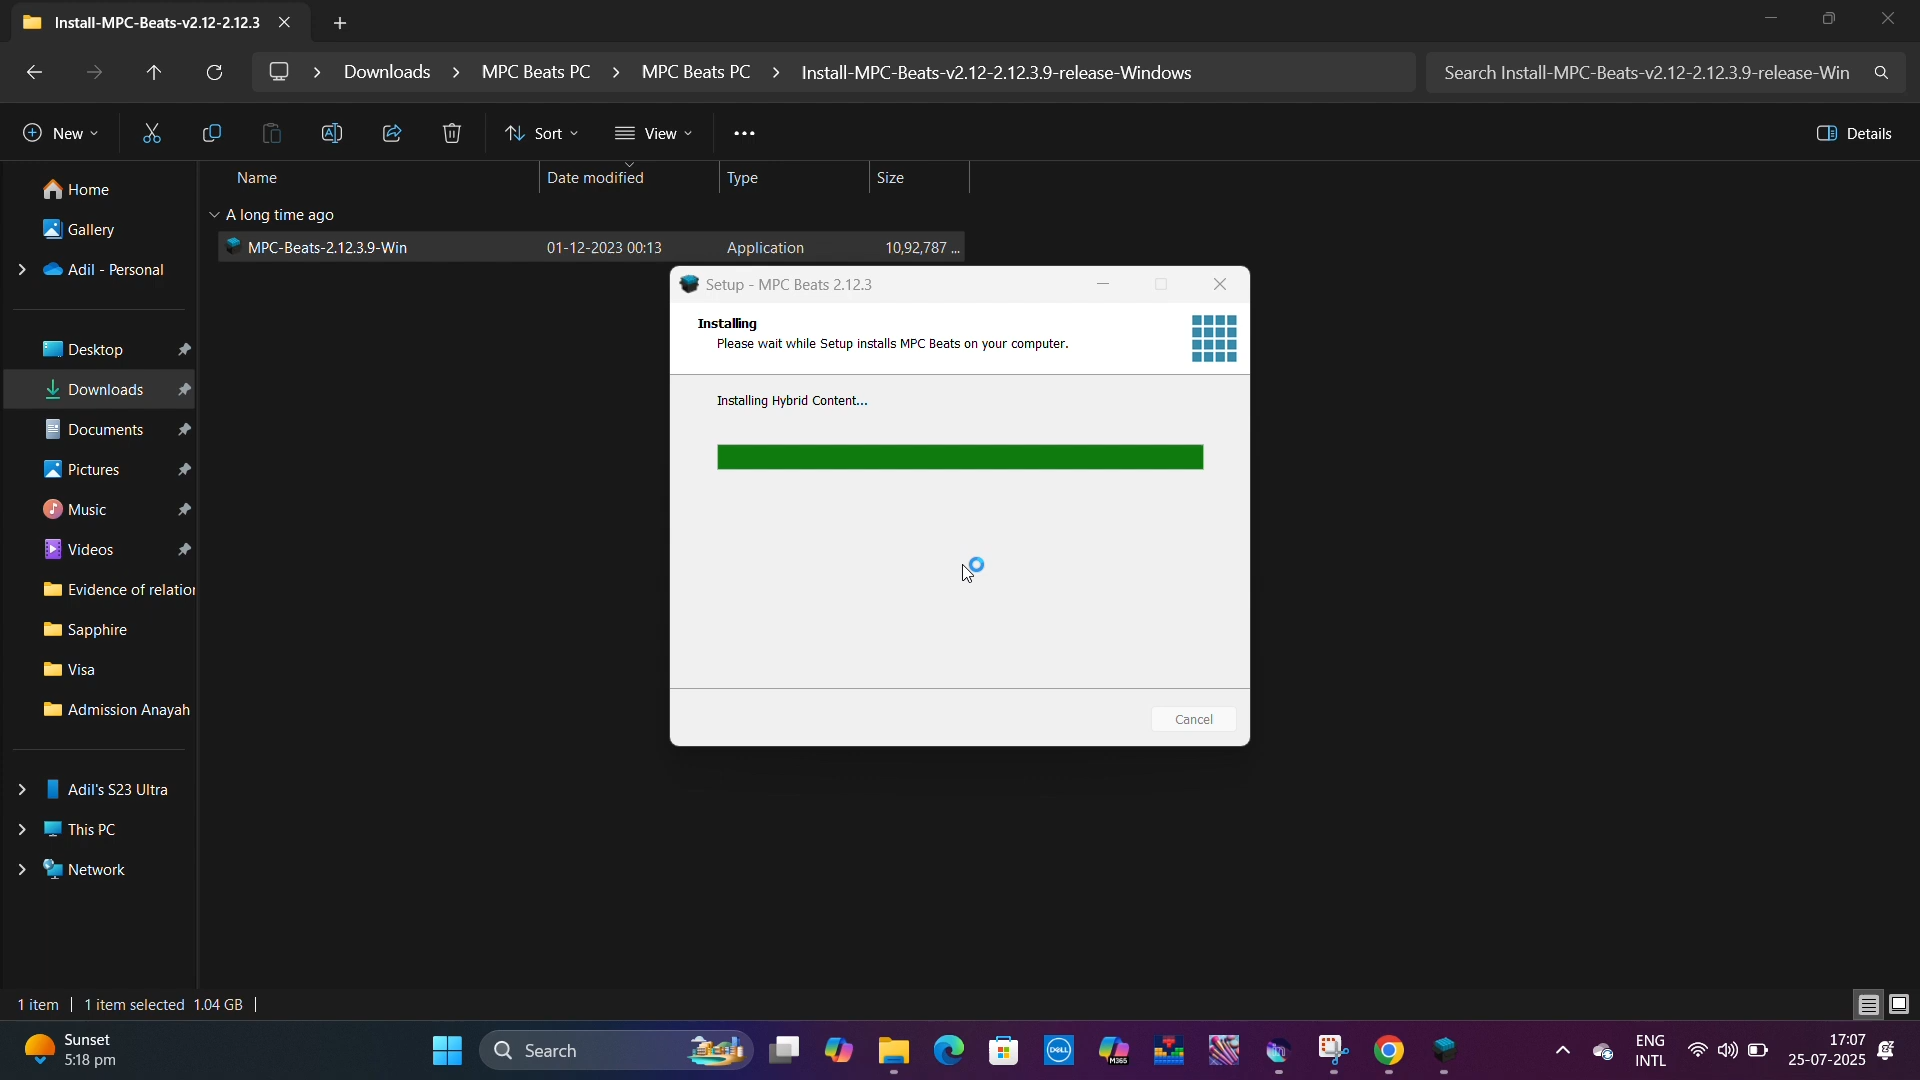 Install-MPC-Beats-v2.12-2.12.3
Downloads > MPC Beats PC > MPC Beats PC > Install-MPC-Beats-v2.12-2.12.3.9-release-Windows
Search Install-MPC-Beats-v2.12-2.12.3.9-release-Win
New
Sort
View
Details
Name Date modified Type Size
A long time ago
MPC-Beats-2.12.3.9-Win 01-12-2023 00:13 Application 10,92,787 ...
Home
Gallery
Adil - Personal
Desktop
Downloads
Documents
Pictures
Music
Videos
Evidence of relation
Sapphire
Visa
Admission Anayah
Adil's S23 Ultra
This PC
Network
Setup - MPC Beats 2.12.3
Installing
Please wait while Setup installs MPC Beats on your computer.
Installing Hybrid Content...
Cancel
1 item 1 item selected 1.04 GB
Sunset
5:18 pm
Search
DELL
M365
ENG
INTL
17:07
25-07-2025